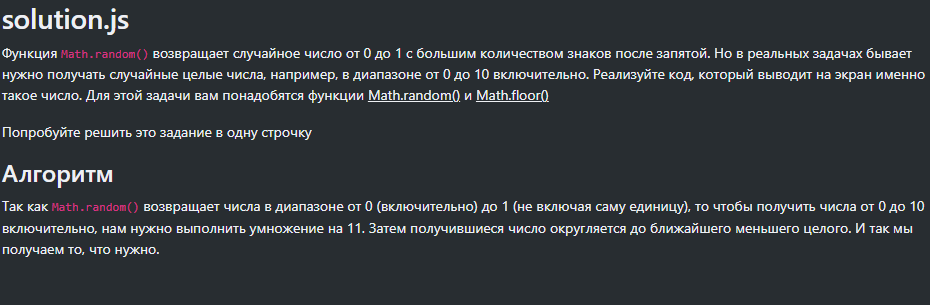 solution.js
Функция Math.random() возвращает случайное число от 0 до 1 с большим количеством знаков после запятой. Но в реальных задачах бывает
нужно получать случайные целые числа, например, в диапазоне от 0 до 10 включительно. Реализуйте код, который выводит на экран именно
такое число. Для этой задачи вам понадобятся функции Math.random() и Math.floor()
Попробуйте решить это задание в одну строчку
Алгоритм
Так как Math.random() возвращает числа в диапазоне от 0 (включительно) до 1 (не включая саму единицу), то чтобы получить числа от 0 до 10
включительно, нам нужно выполнить умножение на 11. Затем получившиеся число округляется до ближайшего меньшего целого. И так мы
получаем то, что нужно.